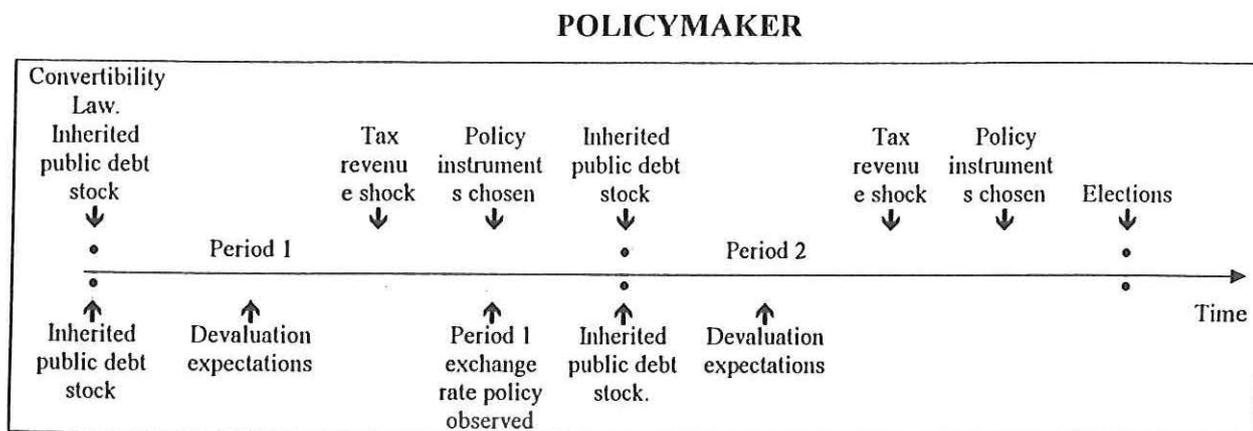 POLICYMAKER
Convertibility
Law.
Inherited
public debt
stock
Tax
revenu
e shock
Policy
instrument
s chosen
Inherited
public debt
stock
Tax
revenu
e shock
Policy
instrument
s chosen
Elections
Period 1
Period 2
Time
Inherited
public debt
stock
Devaluation
expectations
Period 1
exchange
rate policy
observed
Inherited
public debt
stock.
Devaluation
expectations